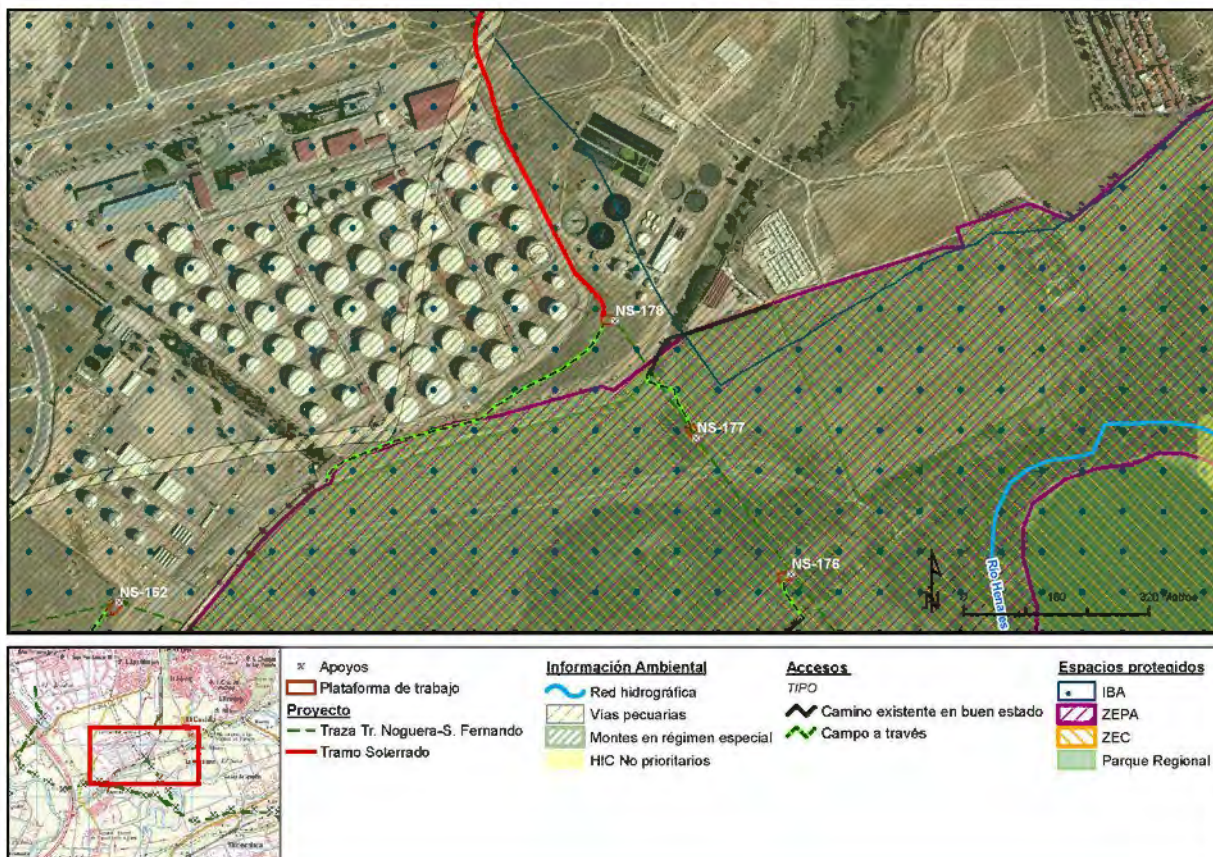 NS-178
NS-177
NS-176
NS-162
Río Henares
N
0
160
320
Apoyos
Plataforma de trabajo
Proyecto
Traza Tr. Noguera-S. Fernando
Tramo Soterrado
Información Ambiental
Red hidrográfica
Vías pecuarias
Montes en régimen especial
HIC No prioritarios
Accesos
TIPO
Camino existente en buen estado
Campo a través
Espacios protegidos
IBA
ZEPA
ZEC
Parque Regional